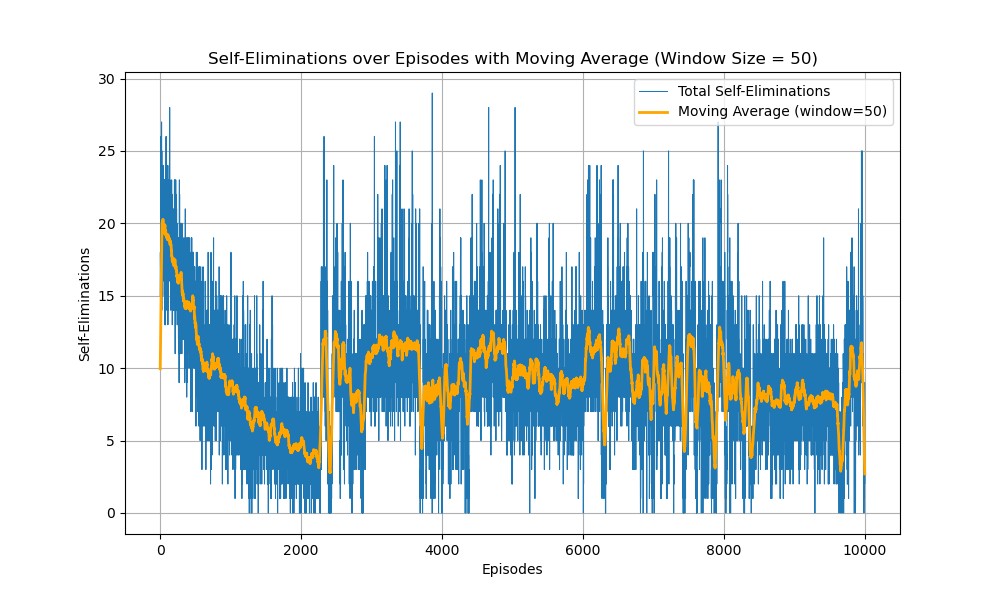 Self-Eliminations over Episodes with Moving Average (Window Size = 50)
Total Self-Eliminations
Moving Average (window=50)
30
25
20
15
10
5
0
Self-Eliminations
0 2000 4000 6000 8000 10000
Episodes